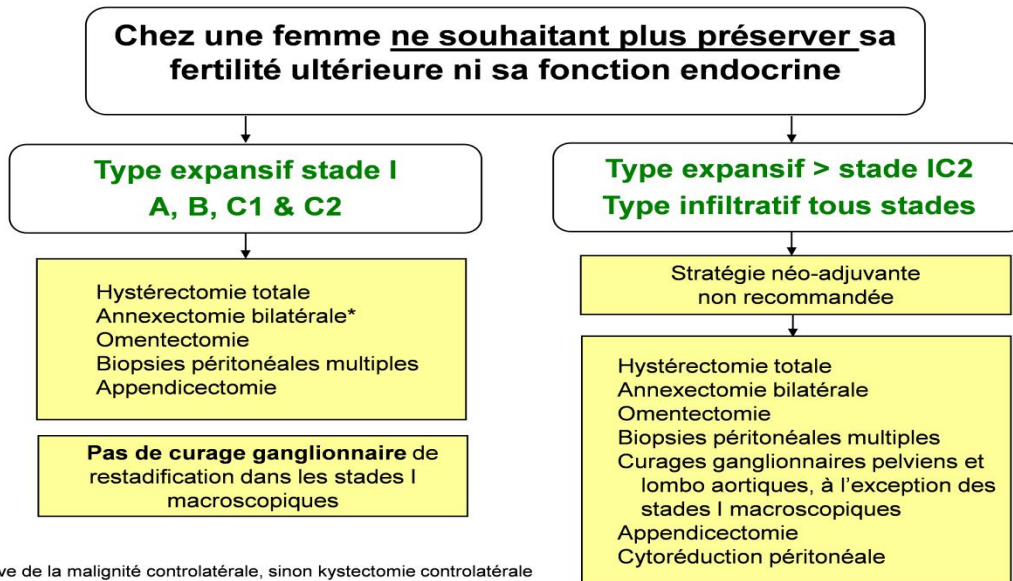 Chez une femme ne souhaitant plus préserver sa
fertilité ultérieure ni sa fonction endocrine
Type expansif stade I
A, B, C1 & C2
Hystérectomie totale
Annexectomie bilatérale*
Omentectomie
Biopsies péritonéales multiples
Appendicectomie
Pas de curage ganglionnaire de
restadification dans les stades I
macroscopiques
Type expansif > stade IC2
Type infiltratif tous stades
Stratégie néo-adjuvante
non recommandée
Hystérectomie totale
Annexectomie bilatérale
Omentectomie
Biopsies péritonéales multiples
Curages ganglionnaires pelviens et
lombo aortiques, à l'exception des
stades I macroscopiques
Appendicectomie
Cytoréduction péritonéale
de la malignité controlatérale, sinon kystectomie controlatérale